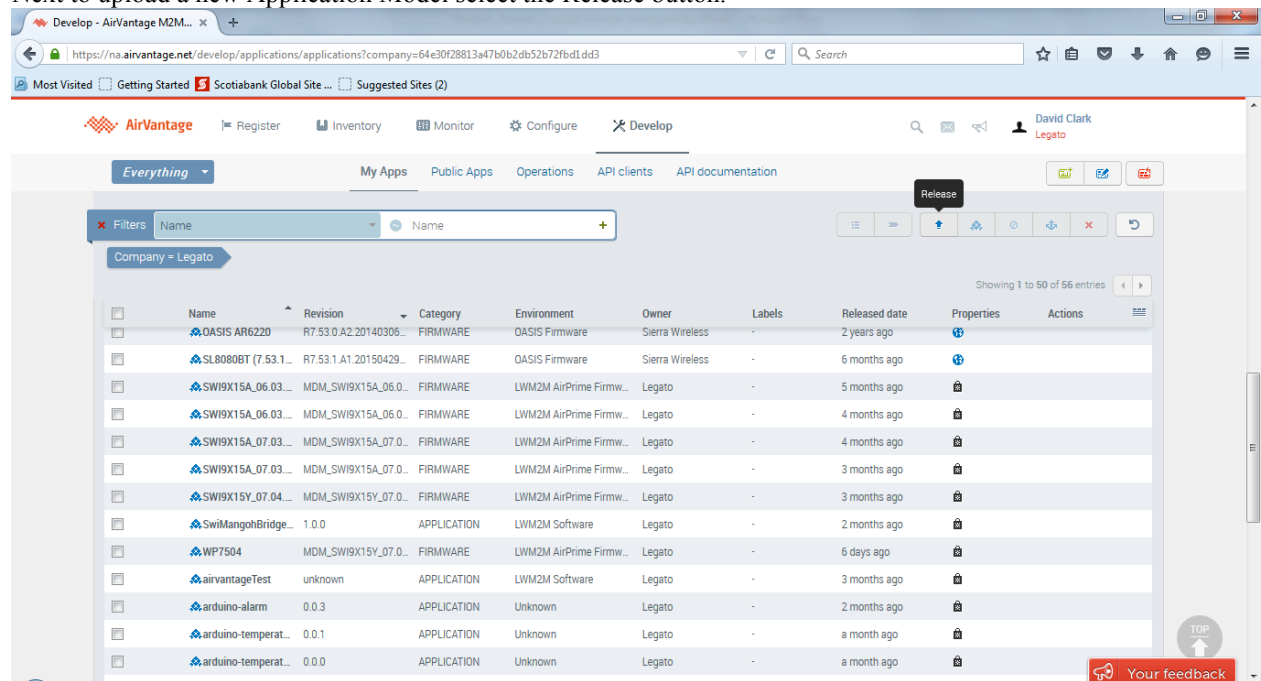 Next to upload a new Application Model select the Release button.
Develop - AirVantage M2M... × +
https://na.airvantage.net/develop/applications/applications?company=64e30f28813a47b0b2db52b72fbd1dd3
Search
Most Visited Getting Started Scotiabank Global Site ... Suggested Sites (2)
AirVantage Register Inventory Monitor Configure Develop David Clark
Legato
Everything My Apps Public Apps Operations API clients API documentation
Release
× Filters Name Name +
Company = Legato
Showing 1 to 50 of 56 entries
Name Revision Category Environment Owner Labels Released date Properties Actions
OASIS AR6220 R7.53.0.A2.20140306... FIRMWARE OASIS Firmware Sierra Wireless - 2 years ago
SL8080BT (7.53.1... R7.53.1.A1.20150429... FIRMWARE OASIS Firmware Sierra Wireless - 6 months ago
SWI9X15A_06.03.... MDM_SWI9X15A_06.0... FIRMWARE LWM2M AirPrime Firmw... Legato - 5 months ago
SWI9X15A_06.03.... MDM_SWI9X15A_06.0... FIRMWARE LWM2M AirPrime Firmw... Legato - 4 months ago
SWI9X15A_07.03.... MDM_SWI9X15A_07.0... FIRMWARE LWM2M AirPrime Firmw... Legato - 4 months ago
SWI9X15A_07.03.... MDM_SWI9X15A_07.0... FIRMWARE LWM2M AirPrime Firmw... Legato - 3 months ago
SWI9X15Y_07.04.... MDM_SWI9X15Y_07.0... FIRMWARE LWM2M AirPrime Firmw... Legato - 3 months ago
SwiMangohBridge... 1.0.0 APPLICATION LWM2M Software Legato - 2 months ago
WP7504 MDM_SWI9X15Y_07.0... FIRMWARE LWM2M AirPrime Firmw... Legato - 6 days ago
airvantageTest unknown APPLICATION LWM2M Software Legato - 3 months ago
arduino-alarm 0.0.3 APPLICATION Unknown Legato - 2 months ago
arduino-temperat... 0.0.1 APPLICATION Unknown Legato - a month ago
arduino-temperat... 0.0.0 APPLICATION Unknown Legato - a month ago
TOP
Your feedback